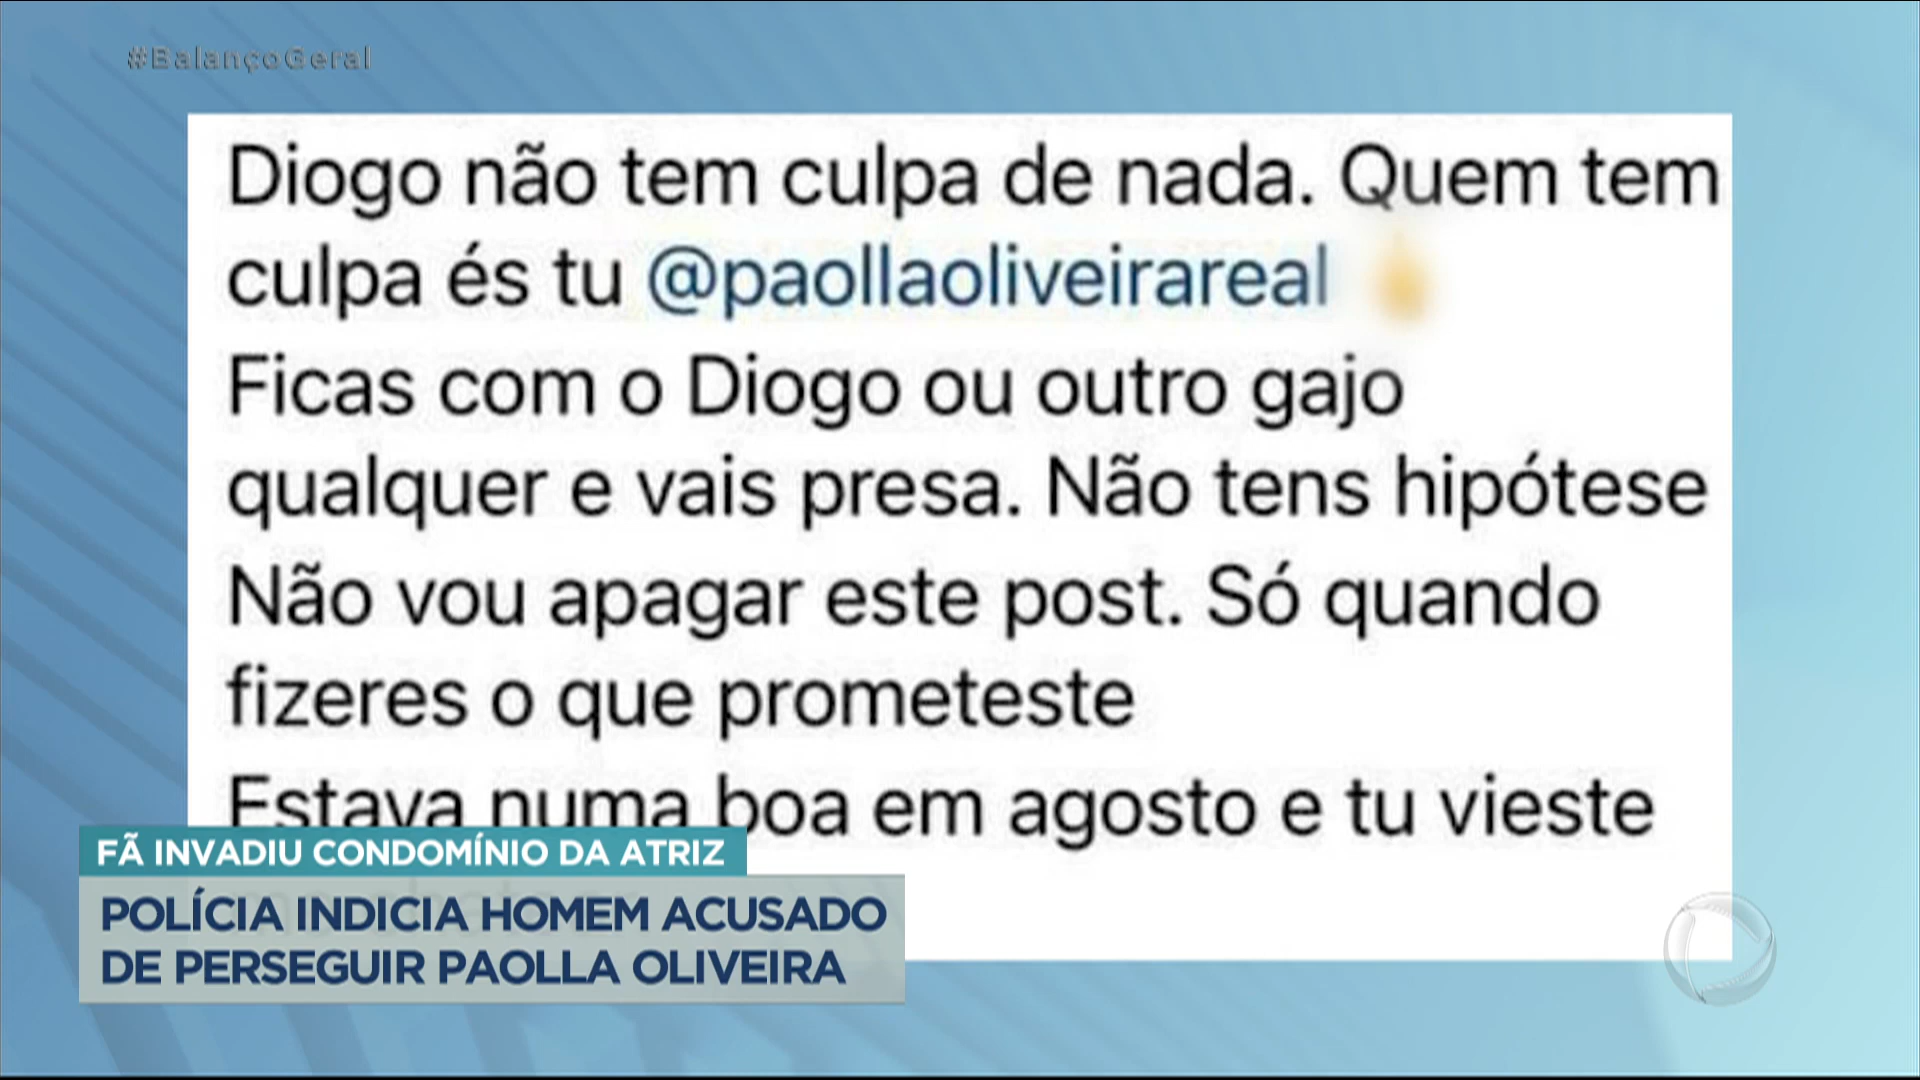 #BalançoGeral
Diogo não tem culpa de nada. Quem tem
culpa és tu @paollaoliveirareal
Ficas com o Diogo ou outro gajo
qualquer e vais presa. Não tens hipótese
Não vou apagar este post. Só quando
fizeres o que prometeste
Estava numa boa em agosto e tu vieste
FÃ INVADIU CONDOMÍNIO DA ATRIZ
POLÍCIA INDICIA HOMEM ACUSADO
DE PERSEGUIR PAOLLA OLIVEIRA